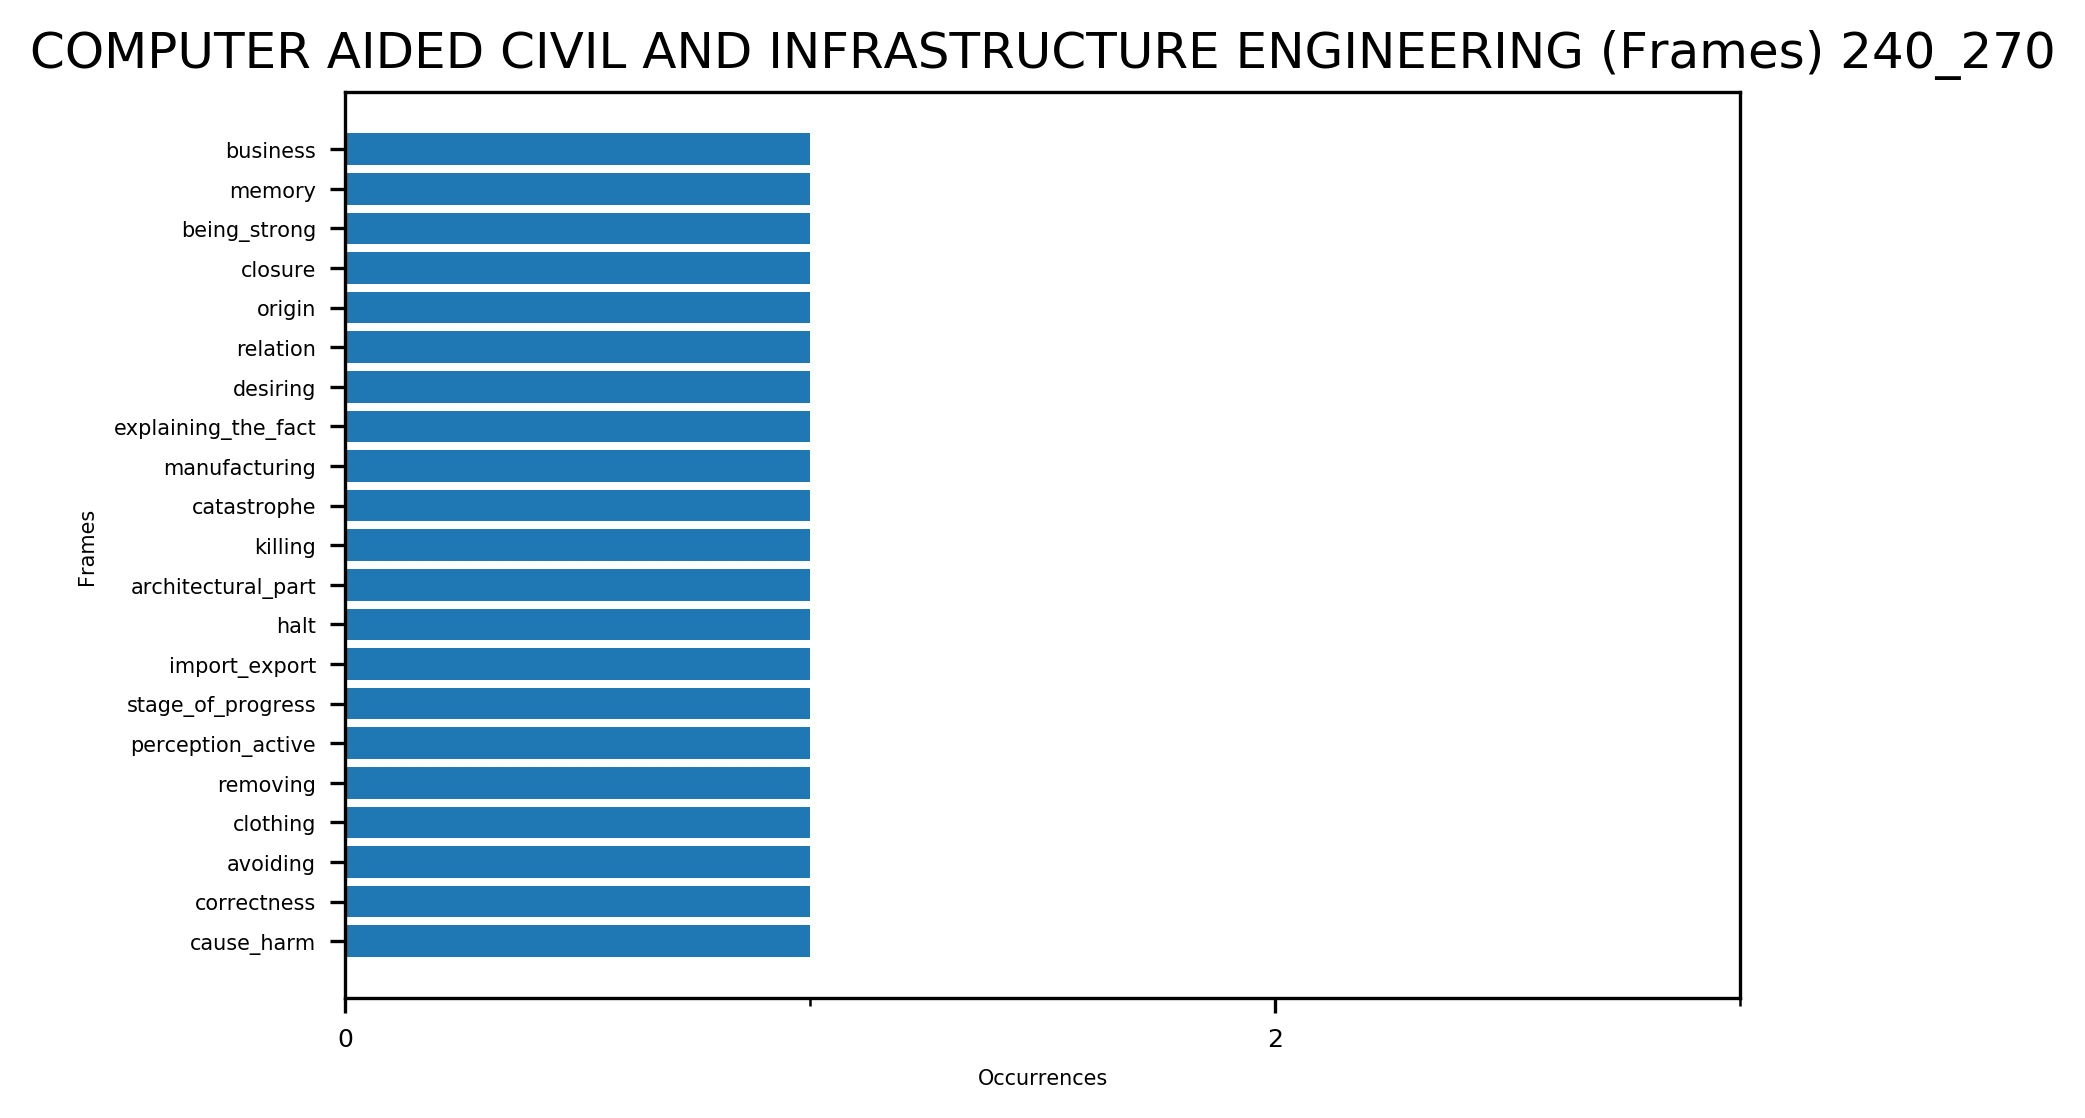 COMPUTER AIDED CIVIL AND INFRASTRUCTURE ENGINEERING (Frames) 240_270
business
memory
being_strong
closure
origin
relation
desiring
explaining_the_fact
manufacturing
catastrophe
killing
architectural_part
halt
import_export
stage_of_progress
perception_active
removing
clothing
avoiding
correctness
cause_harm
Frames
0 2
Occurrences